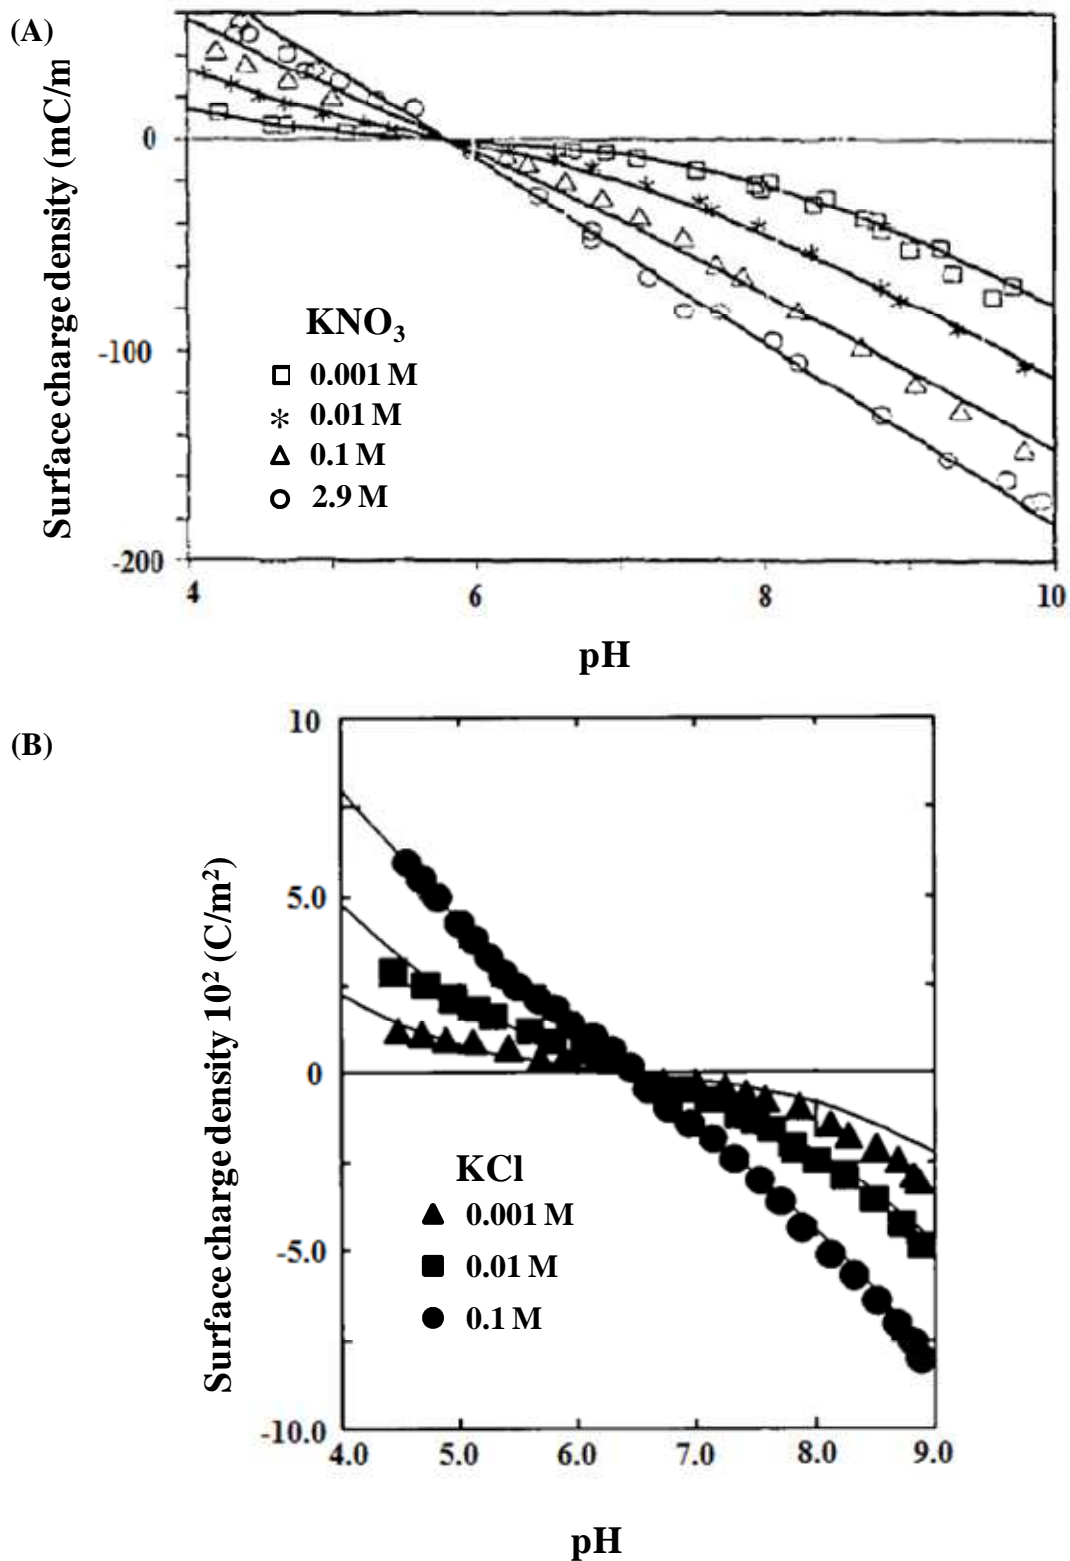 (A)
Surface charge density (mC/m
0
-100
-200
KNO₃
0.001 M
0.01 M
0.1 M
2.9 M
4 6 8 10
pH
(B)
Surface charge density 10² (C/m²)
10
5.0
0
-5.0
-10.0
KCl
0.001 M
0.01 M
0.1 M
4.0 5.0 6.0 7.0 8.0 9.0
pH